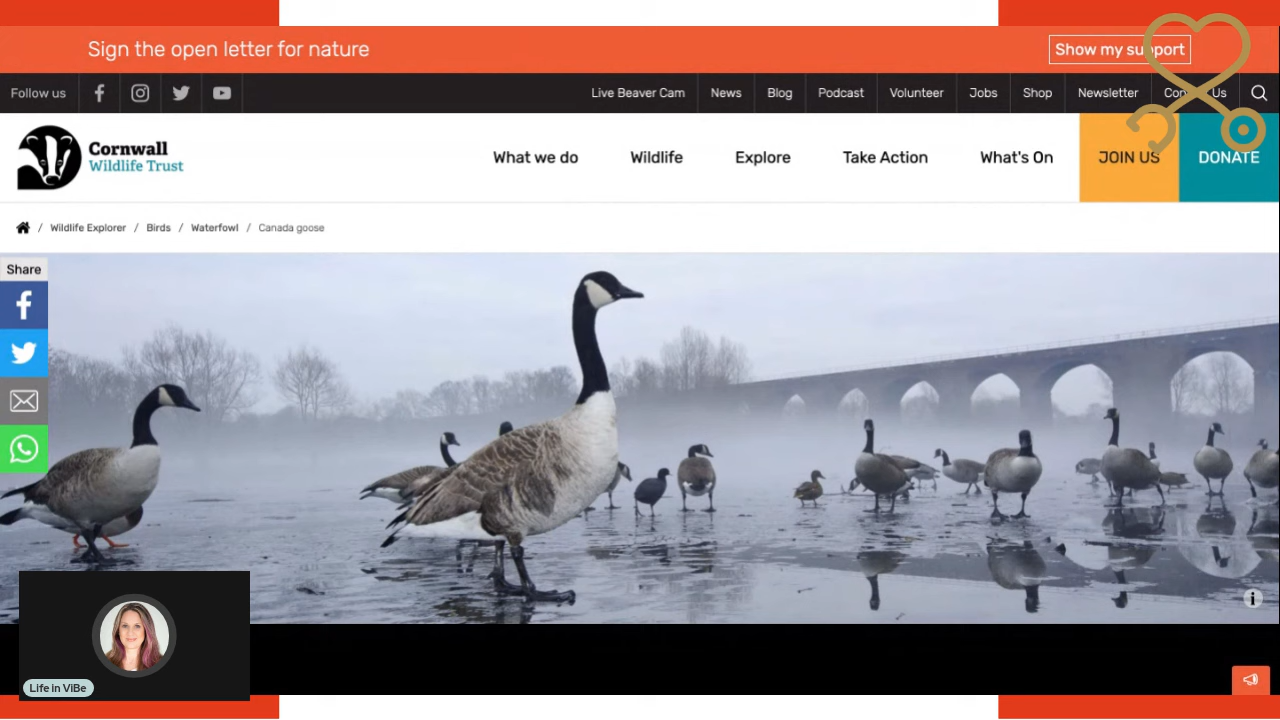 Sign the open letter for nature
Show my support
Follow us
Live Beaver Cam
News
Blog
Podcast
Volunteer
Jobs
Shop
Newsletter
Contact Us
Cornwall
Wildlife Trust
What we do
Wildlife
Explore
Take Action
What's On
JOIN US
DONATE
/ Wildlife Explorer / Birds / Waterfowl / Canada goose
Share
Life in ViBe